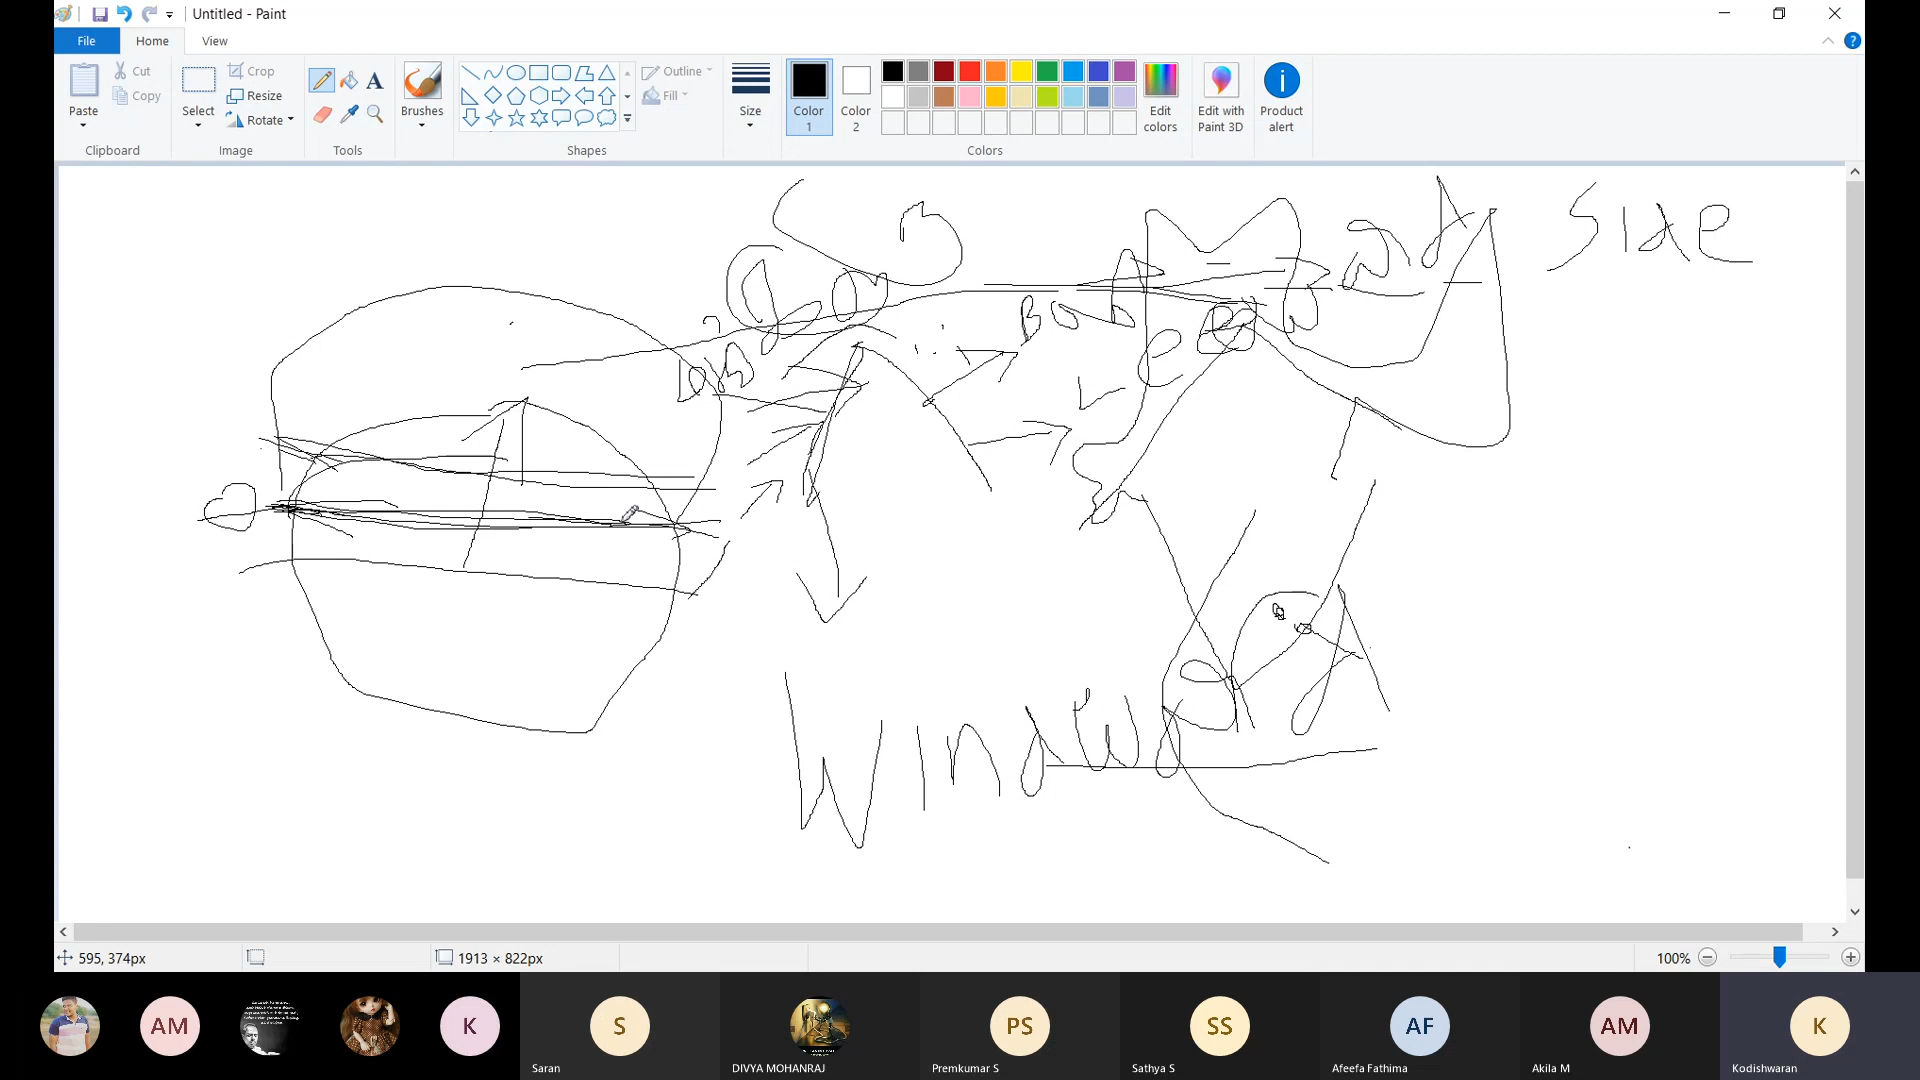 Untitled - Paint
File
Home
View
Cut
Copy
Paste
Clipboard
Crop
Resize
Rotate
Select
Image
Tools
Brushes
Outline
Fill
Shapes
Size
Color 1
Color 2
Edit colors
Colors
Edit with Paint 3D
Product alert
Side
595, 374px
1913 × 822px
100%
AM
K
S
PS
SS
AF
AM
K
Saran
DIVYA MOHANRAJ
Premkumar S
Sathya S
Afeefa Fathima
Akila M
Kodishwaran